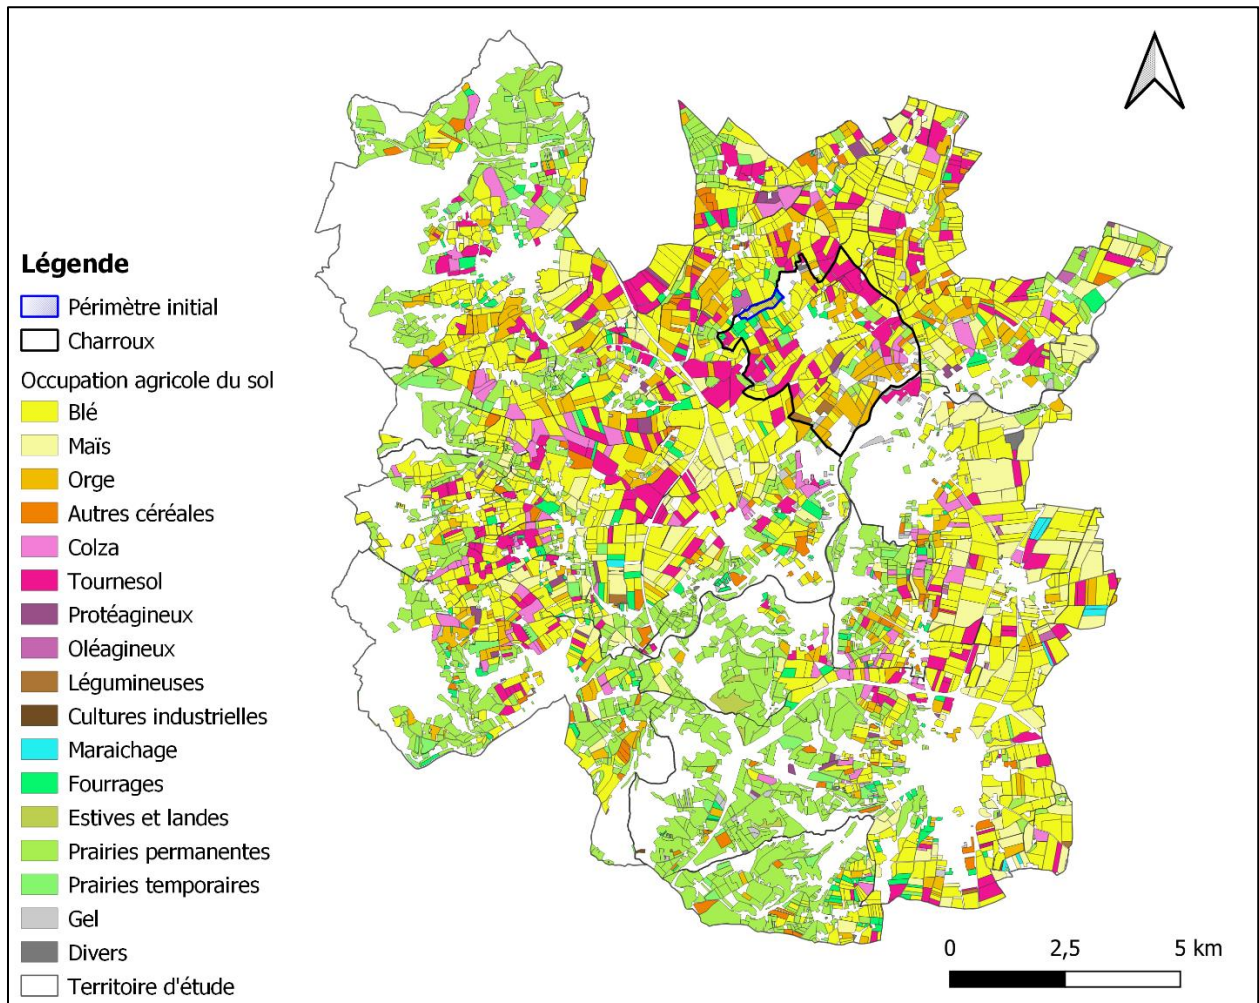 Légende
Périmètre initial
Charroux
Occupation agricole du sol
Blé
Maïs
Orge
Autres céréales
Colza
Tournesol
Protéagineux
Oléagineux
Légumineuses
Cultures industrielles
Maraichage
Fourrages
Estives et landes
Prairies permanentes
Prairies temporaires
Gel
Divers
Territoire d'étude
0 2,5 5 km